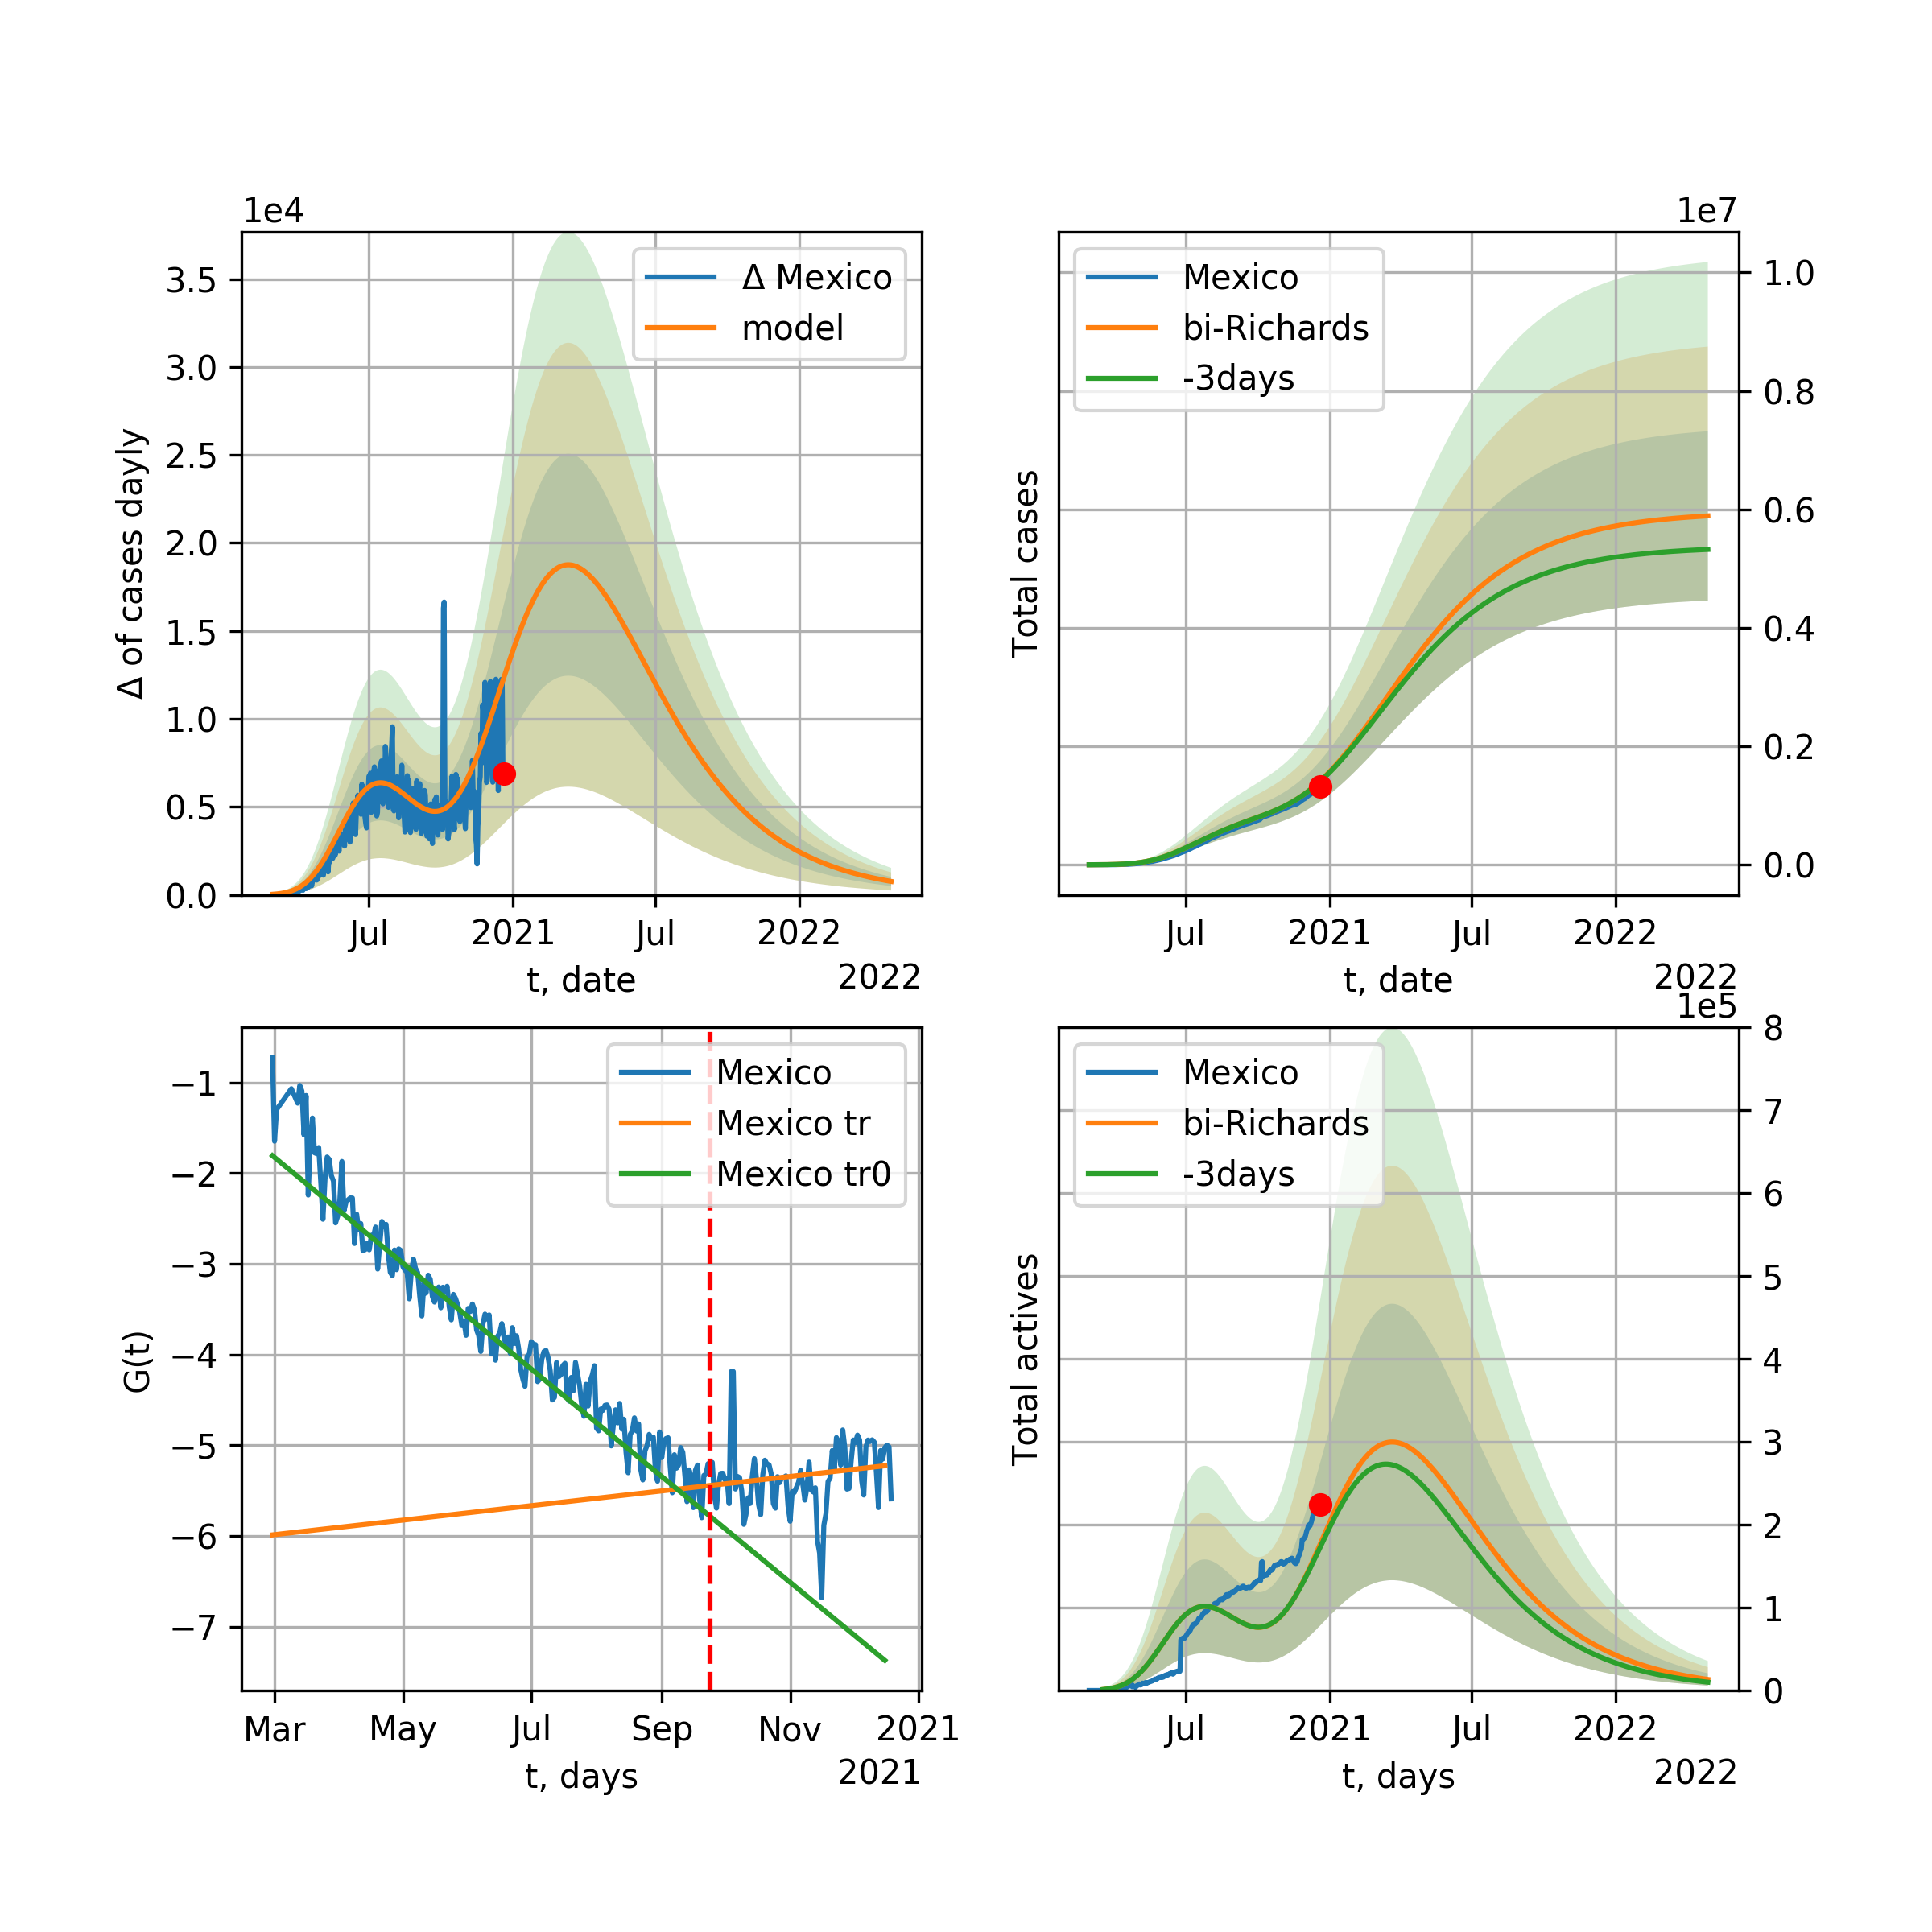 1e4
3.5
3.0
2.5
2.0
1.5
1.0
0.5
0.0
Δ of cases dayly
Δ Mexico
model
Jul
2021
Jul
2022
t, date
2022
1e7
Mexico
bi-Richards
-3days
Total cases
1.0
0.8
0.6
0.4
0.2
0.0
Jul
2021
Jul
2022
t, date
2022
−1
−2
−3
−4
−5
−6
−7
G(t)
Mexico
Mexico tr
Mexico tr0
Mar
May
Jul
Sep
Nov
2021
t, days
2021
1e5
Mexico
bi-Richards
-3days
Total actives
8
7
6
5
4
3
2
1
0
Jul
2021
Jul
2022
t, days
2022